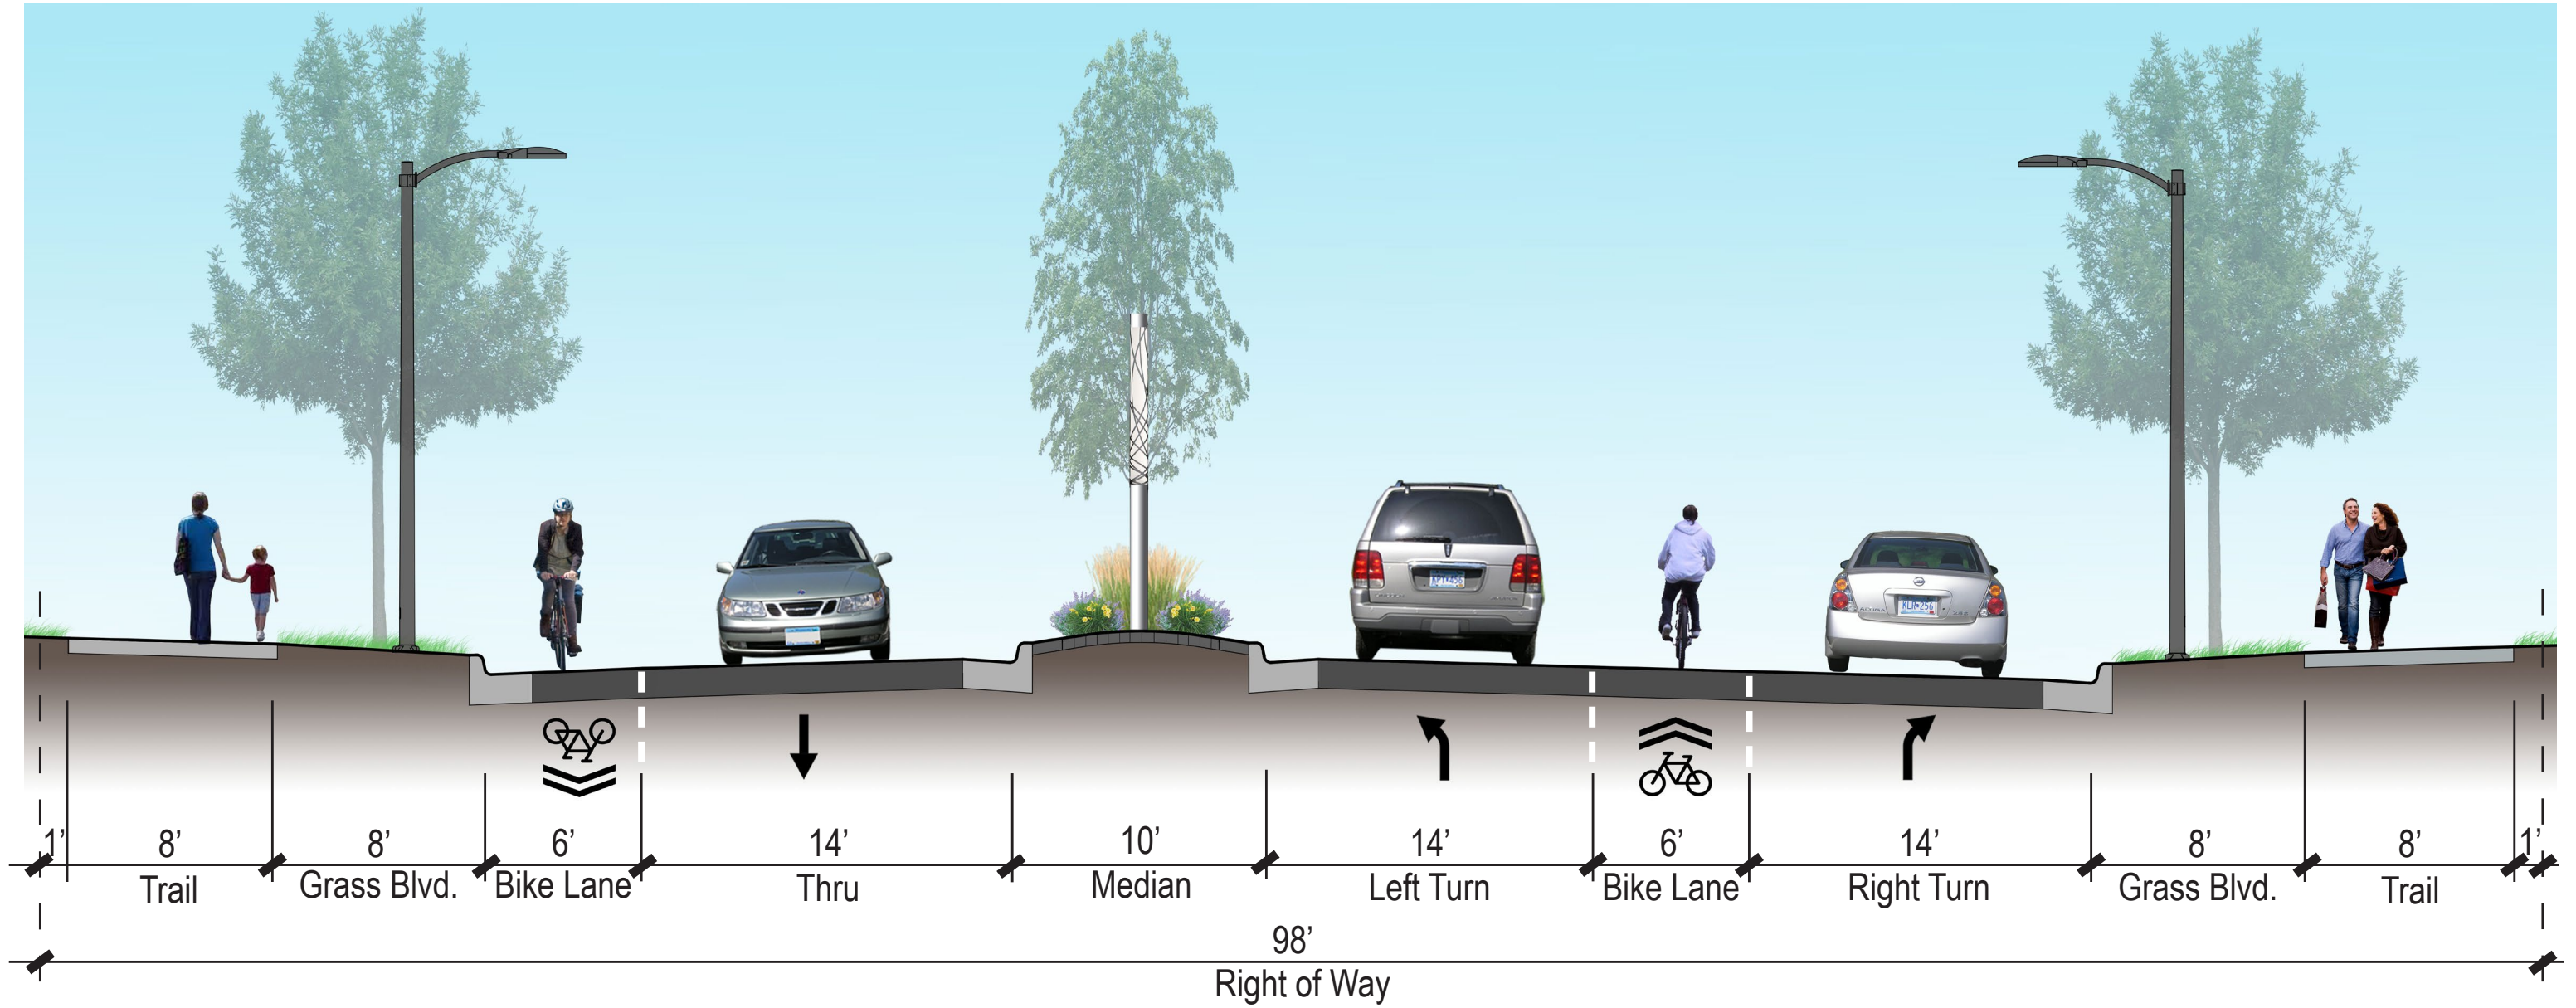 1’ 8’ 8’ 6’ 14’ 10’ 14’ 6’ 14’ 8’ 8’ 1’
Trail Grass Blvd. Bike Lane Thru Median Left Turn Bike Lane Right Turn Grass Blvd. Trail
98’
Right of Way